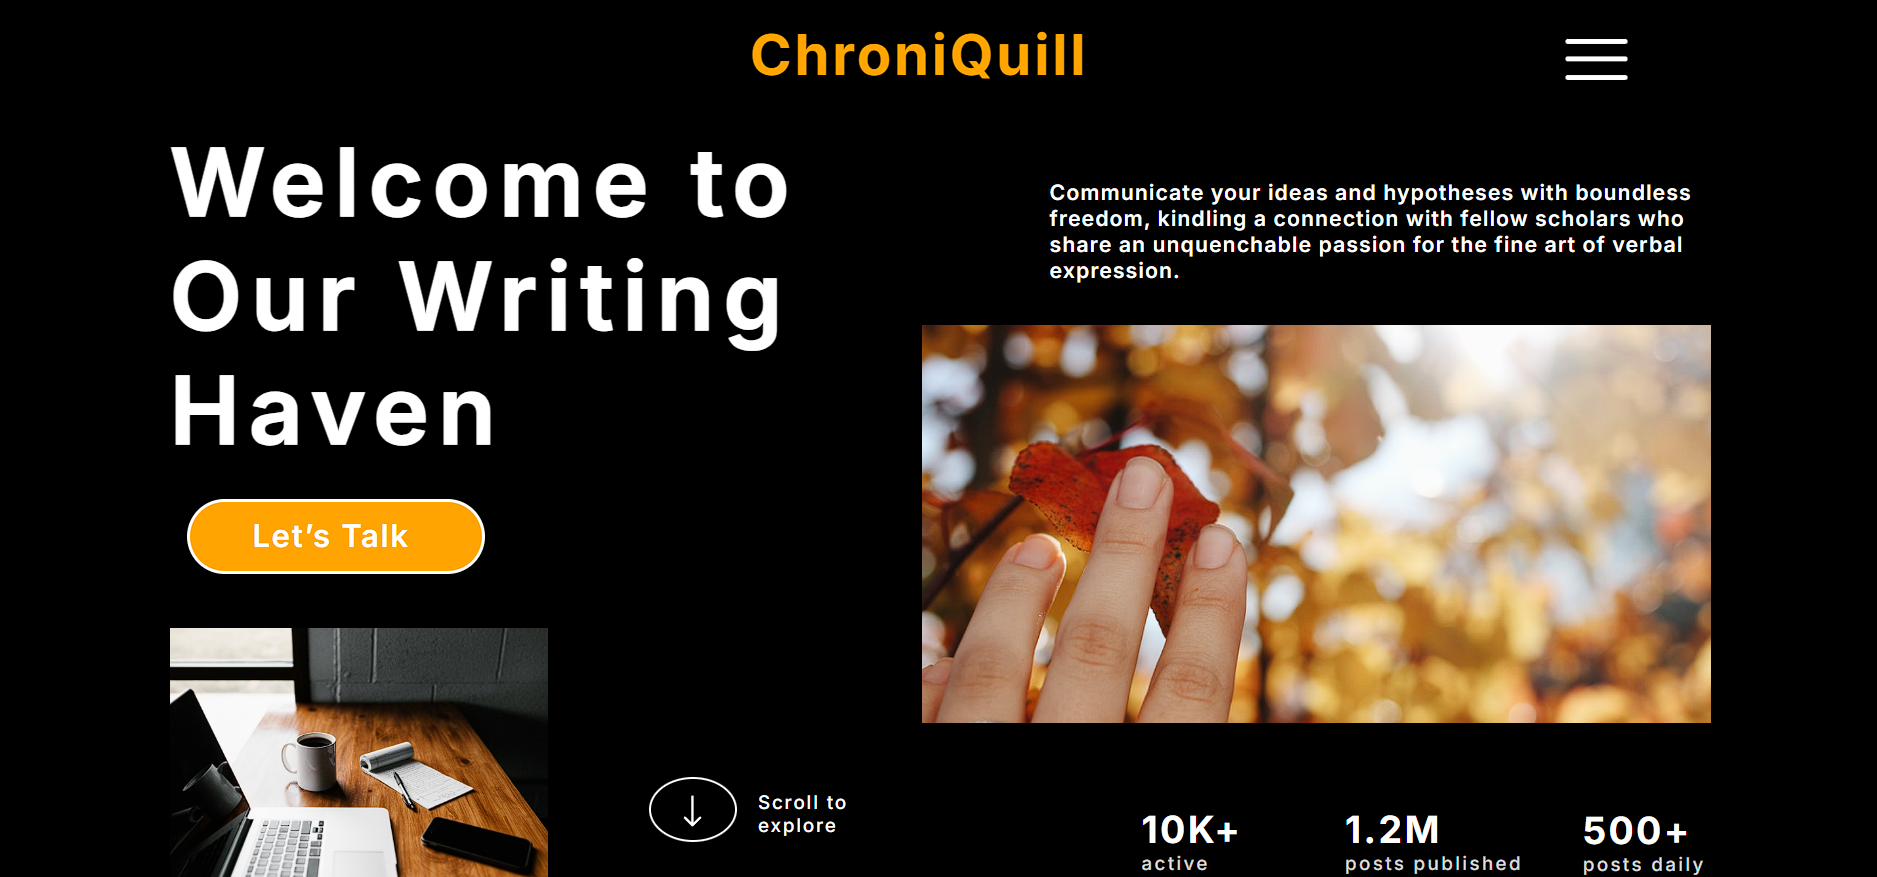 ChroniQuill
Welcome to
Our Writing
Haven
Communicate your ideas and hypotheses with boundless
freedom, kindling a connection with fellow scholars who
share an unquenchable passion for the fine art of verbal
expression.
Let’s Talk
Scroll to
explore
10K+
active
1.2M
posts published
500+
posts daily